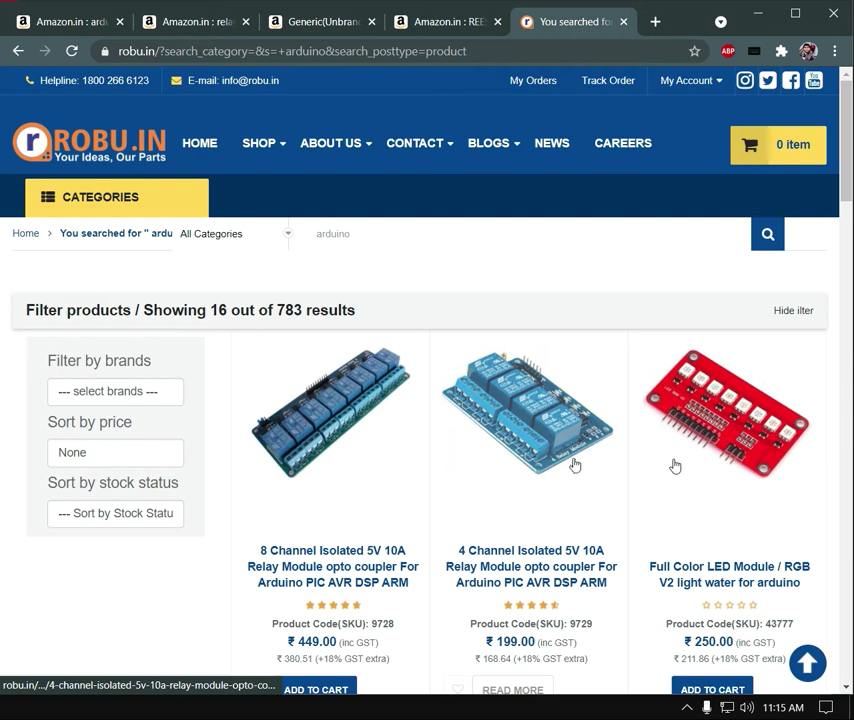 Amazon.in : ardu
Amazon.in : rela
Generic(Unbran
Amazon.in : REE
You searched fo
robu.in/?search_category=&s=+arduino&search_posttype=product
ABP
Helpline: 1800 266 6123
E-mail: info@robu.in
My Orders
Track Order
My Account
You Tube
r ROBU.IN
Your Ideas, Our Parts
HOME
SHOP
ABOUT US
CONTACT
BLOGS
NEWS
CAREERS
0 item
CATEGORIES
Home > You searched for " ardu
All Categories
arduino
Filter products / Showing 16 out of 783 results
Hide ilter
Filter by brands
--- select brands ---
Sort by price
None
Sort by stock status
--- Sort by Stock Statu
8 Channel Isolated 5V 10A
Relay Module opto coupler For
Arduino PIC AVR DSP ARM
Product Code(SKU): 9728
₹ 449.00 (inc GST)
₹ 380.51 (+18% GST extra)
ADD TO CART
4 Channel Isolated 5V 10A
Relay Module opto coupler For
Arduino PIC AVR DSP ARM
Product Code(SKU): 9729
₹ 199.00 (inc GST)
₹ 168.64 (+18% GST extra)
READ MORE
Full Color LED Module / RGB
V2 light water for arduino
Product Code(SKU): 43777
₹ 250.00 (inc GST)
₹ 211.86 (+18% GST extra)
ADD TO CART
robu.in/.../4-channel-isolated-5v-10a-relay-module-opto-co...
11:15 AM